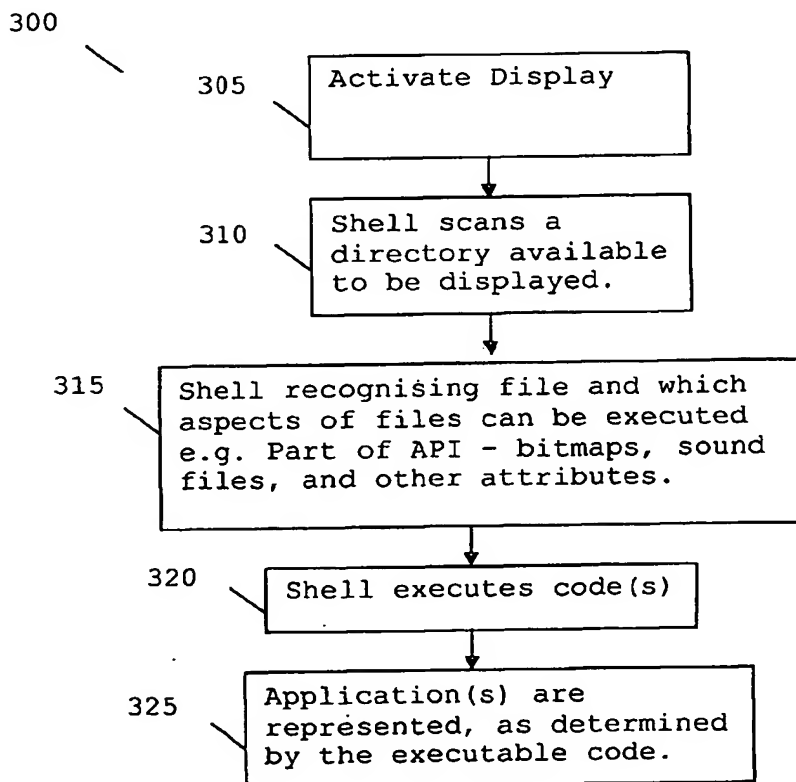 300
305
Activate Display
310
Shell scans a
directory available
to be displayed.
315
Shell recognising file and which
aspects of files can be executed
e.g. Part of API – bitmaps, sound
files, and other attributes.
320
Shell executes code(s)
325
Application(s) are
represented, as determined
by the executable code.